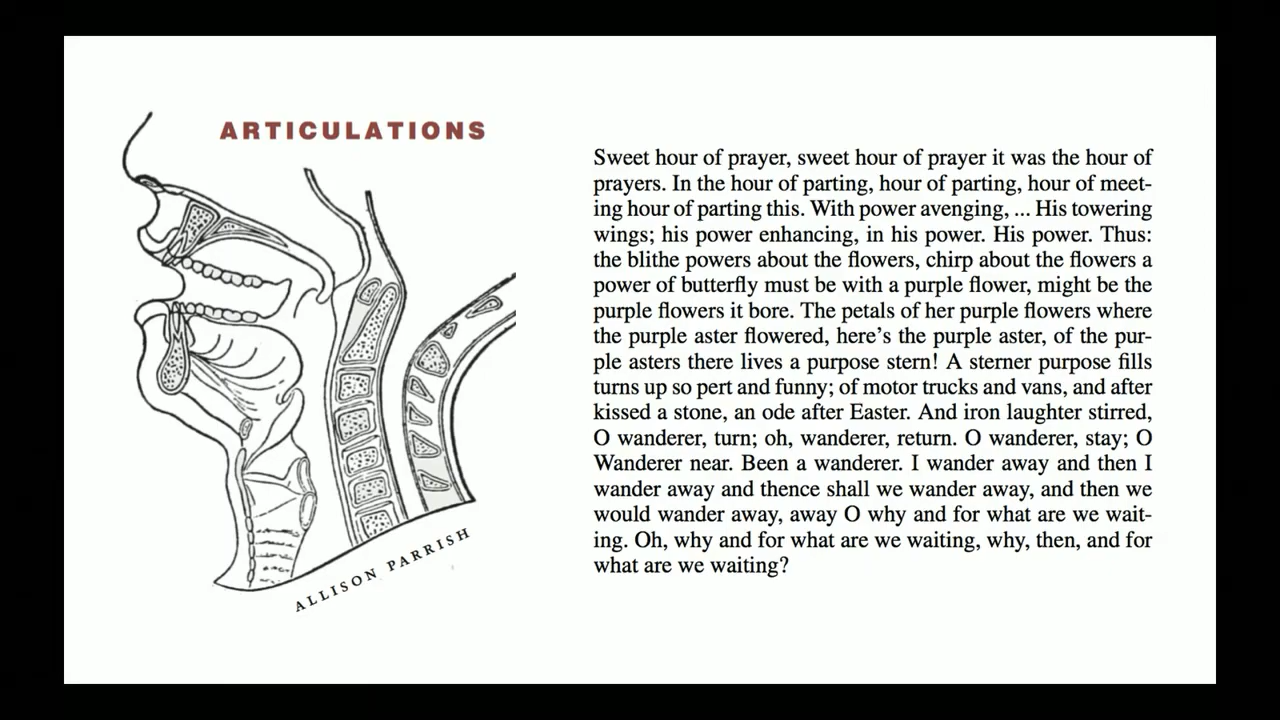 ARTICULATIONS
ALLISON PARRISH
Sweet hour of prayer, sweet hour of prayer it was the hour of
prayers. In the hour of parting, hour of parting, hour of meet-
ing hour of parting this. With power avenging, ... His towering
wings; his power enhancing, in his power. His power. Thus:
the blithe powers about the flowers, chirp about the flowers a
power of butterfly must be with a purple flower, might be the
purple flowers it bore. The petals of her purple flowers where
the purple aster flowered, here's the purple aster, of the pur-
ple asters there lives a purpose stern! A sterner purpose fills
turns up so pert and funny; of motor trucks and vans, and after
kissed a stone, an ode after Easter. And iron laughter stirred,
O wanderer, turn; oh, wanderer, return. O wanderer, stay; O
Wanderer near. Been a wanderer. I wander away and then I
wander away and thence shall we wander away, and then we
would wander away, away O why and for what are we wait-
ing. Oh, why and for what are we waiting, why, then, and for
what are we waiting?